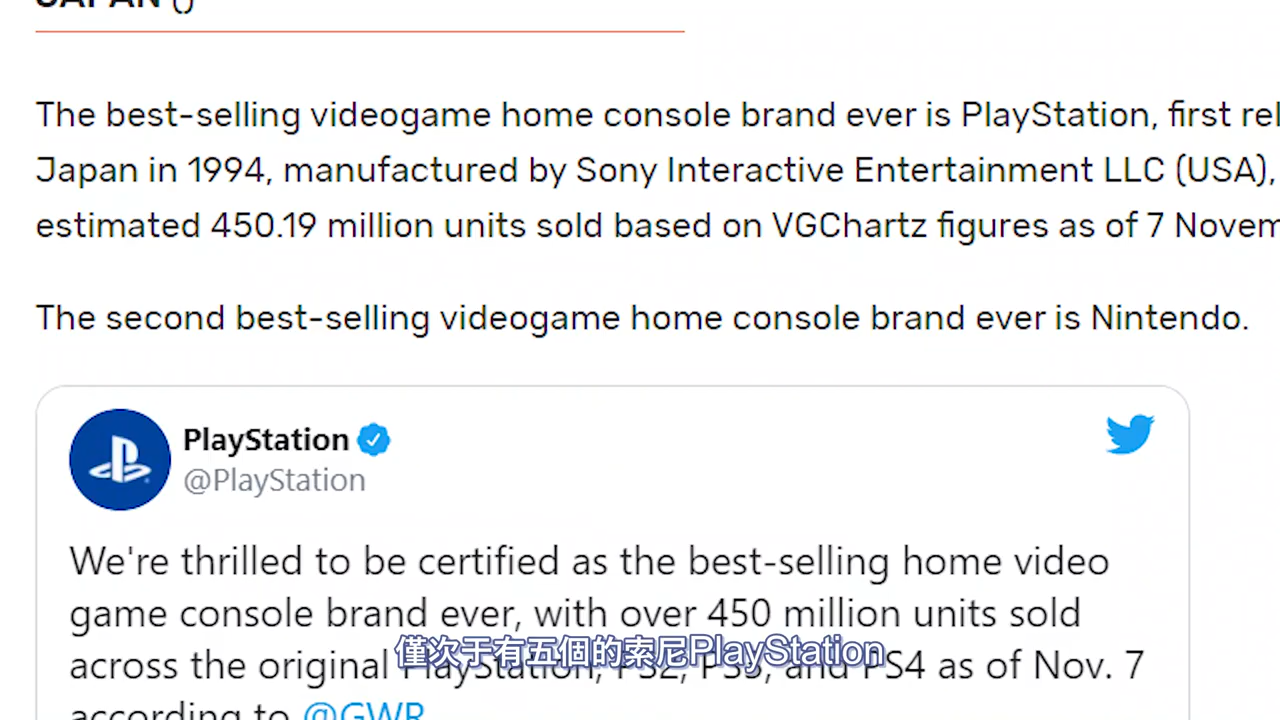 JAPAN ()
The best-selling videogame home console brand ever is PlayStation, first rel
Japan in 1994, manufactured by Sony Interactive Entertainment LLC (USA),
estimated 450.19 million units sold based on VGChartz figures as of 7 Novem
The second best-selling videogame home console brand ever is Nintendo.
PlayStation
@PlayStation
We're thrilled to be certified as the best-selling home video
game console brand ever, with over 450 million units sold
across the original PlayStation, PS2, PS3, and PS4 as of Nov. 7
僅次于有五個的索尼PlayStation
according to @GWR